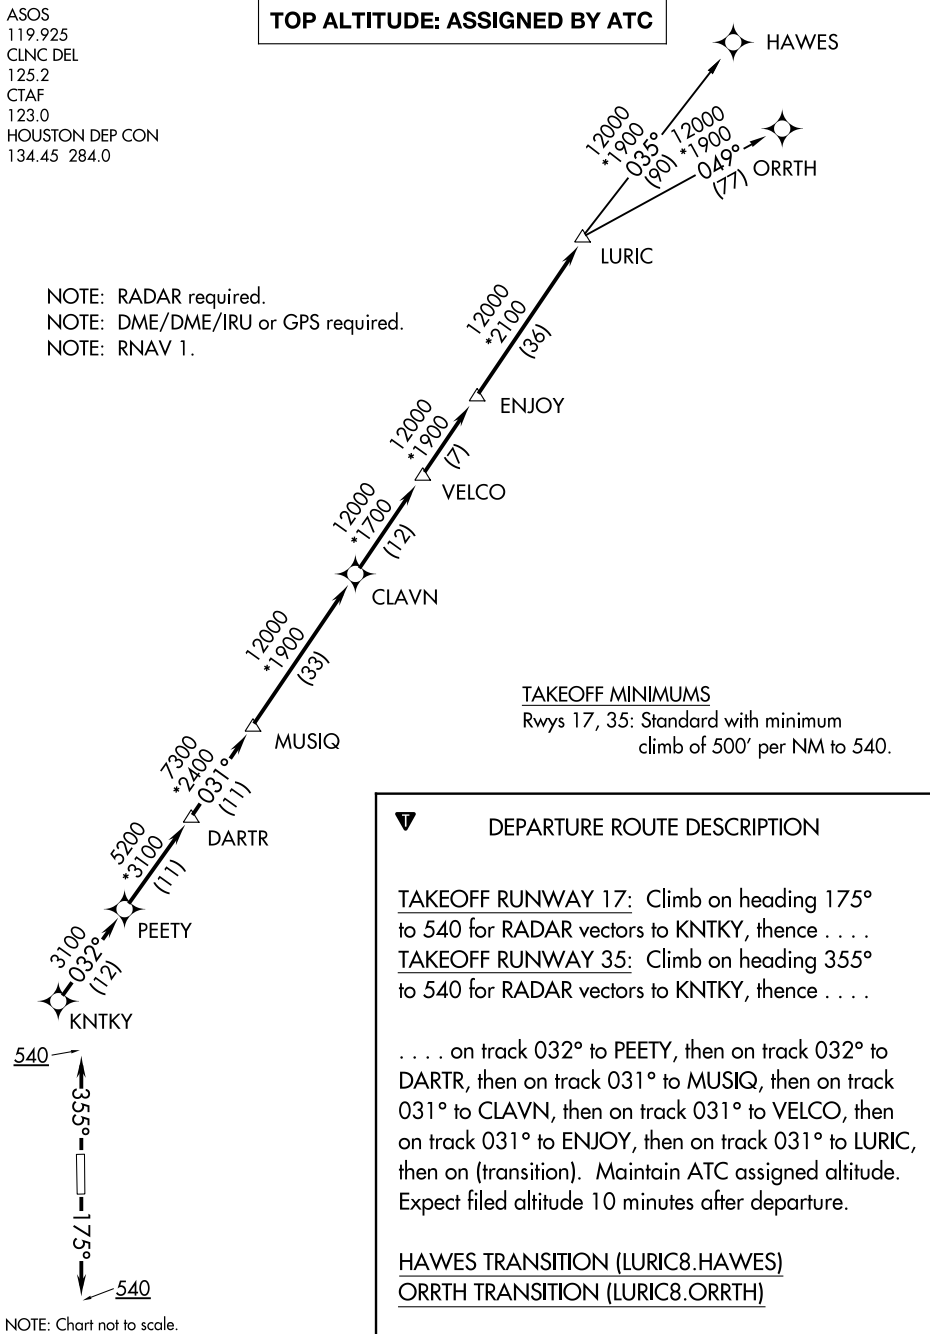 ASOS
119.925
CLNC DEL
125.2
CTAF
123.0
HOUSTON DEP CON
134.45 284.0
TOP ALTITUDE: ASSIGNED BY ATC
HAWES
12000
*1900
035°
(90)
12000
*1900
049°
(77)
ORRTH
LURIC
NOTE: RADAR required.
NOTE: DME/DME/IRU or GPS required.
NOTE: RNAV 1.
12000
*2100
(36)
ENJOY
12000
*1900
(7)
VELCO
12000
*1700
(12)
CLAVN
12000
*1900
(33)
MUSIQ
TAKEOFF MINIMUMS
Rwys 17, 35: Standard with minimum
climb of 500' per NM to 540.
7300
*2400
031°
(11)
DARTR
5200
*3100
(11)
PEETY
3100
032°
(12)
KNTKY
540
355°
175°
540
NOTE: Chart not to scale.
T
DEPARTURE ROUTE DESCRIPTION
TAKEOFF RUNWAY 17: Climb on heading 175°
to 540 for RADAR vectors to KNTKY, thence . . . .
TAKEOFF RUNWAY 35: Climb on heading 355°
to 540 for RADAR vectors to KNTKY, thence . . . .
. . . . on track 032° to PEETY, then on track 032° to
DARTR, then on track 031° to MUSIQ, then on track
031° to CLAVN, then on track 031° to VELCO, then
on track 031° to ENJOY, then on track 031° to LURIC,
then on (transition). Maintain ATC assigned altitude.
Expect filed altitude 10 minutes after departure.
HAWES TRANSITION (LURIC8.HAWES)
ORRTH TRANSITION (LURIC8.ORRTH)